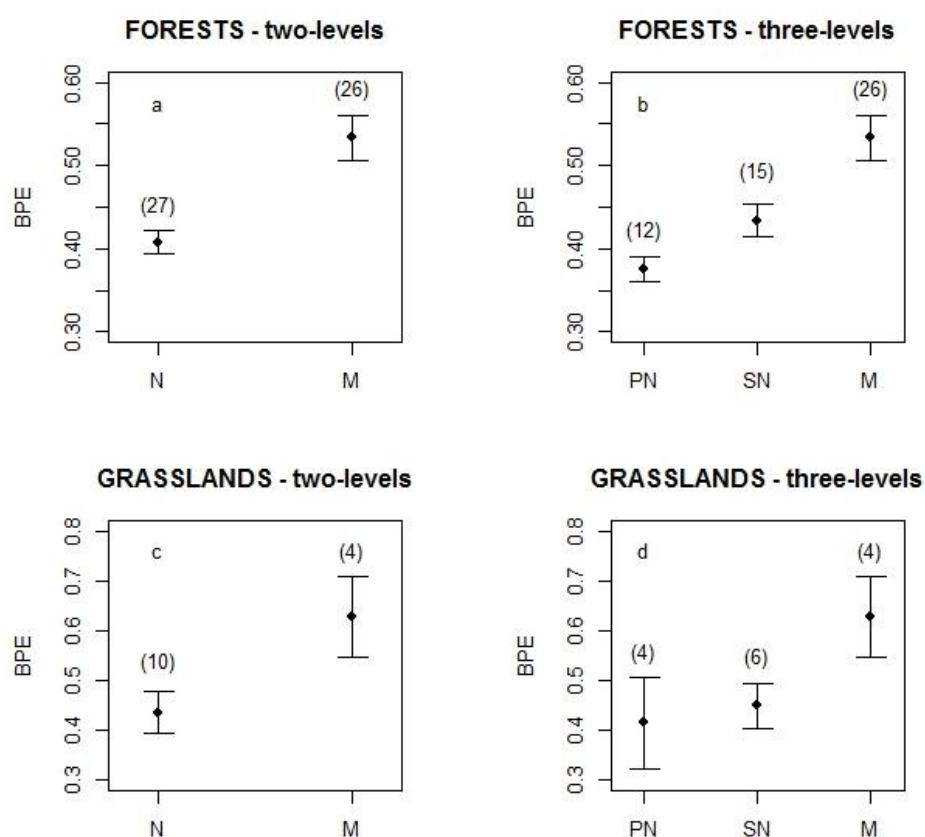 FORESTS - two-levels
BPE
0.60
0.50
0.40
0.30
a
(27)
(26)
N
M
FORESTS - three-levels
BPE
0.60
0.50
0.40
0.30
b
(12)
(15)
(26)
PN
SN
M
GRASSLANDS - two-levels
BPE
0.8
0.7
0.6
0.5
0.4
0.3
c
(10)
(4)
N
M
GRASSLANDS - three-levels
BPE
0.8
0.7
0.6
0.5
0.4
0.3
d
(4)
(6)
(4)
PN
SN
M